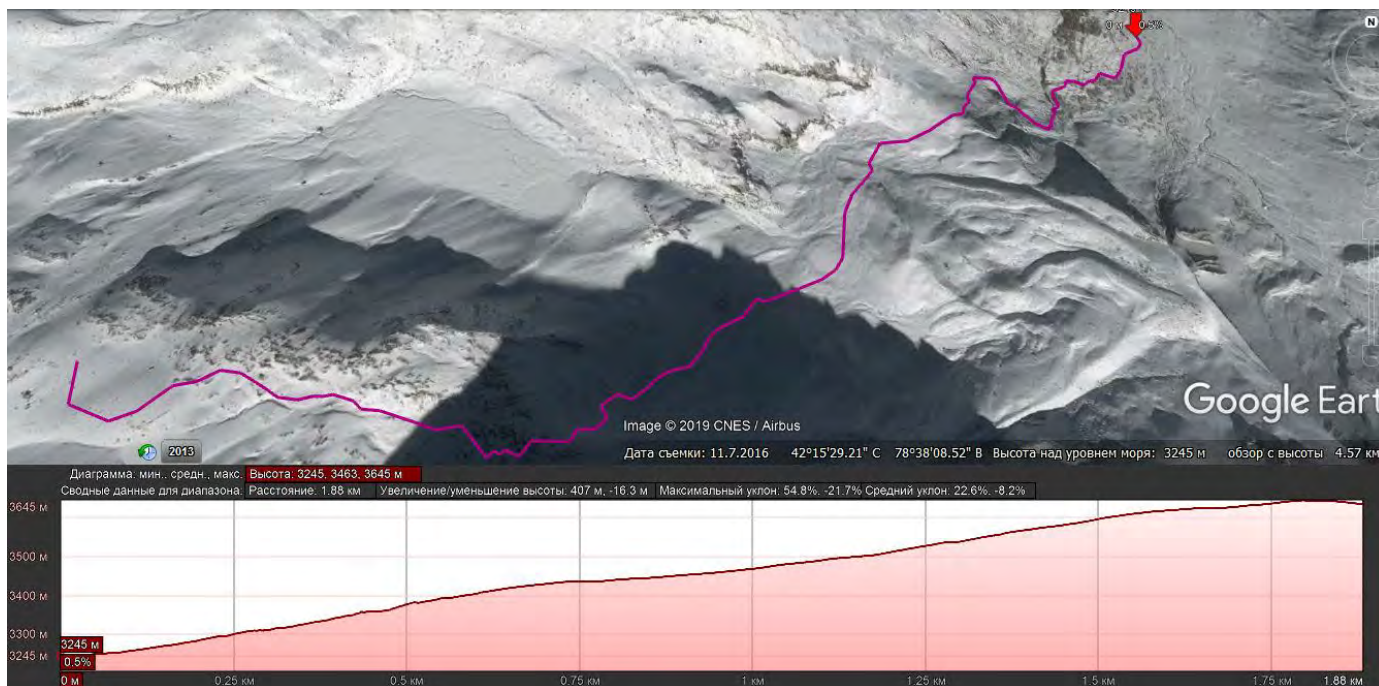 0 м 0.5%
N
Google Eart
Image © 2019 CNES / Airbus
2013
Дата съемки: 11.7.2016 42°15'29.21" С 78°38'08.52" В Высота над уровнем моря: 3245 м обзор с высоты 4.57 км
Диаграмма: мин., средн., макс. Высота: 3245, 3463, 3645 м
Сводные данные для диапазона. Расстояние: 1.88 км Увеличение/уменьшение высоты: 407 м, -16.3 м Максимальный уклон: 54.8%. -21.7% Средний уклон: 22.6%. -8.2%
3645 м
3500 м
3400 м
3300 м
3245 м
3245 м
0.5%
0 м 0.25 км 0.5 км 0.75 км 1 км 1.25 км 1.5 км 1.75 км 1.88 км